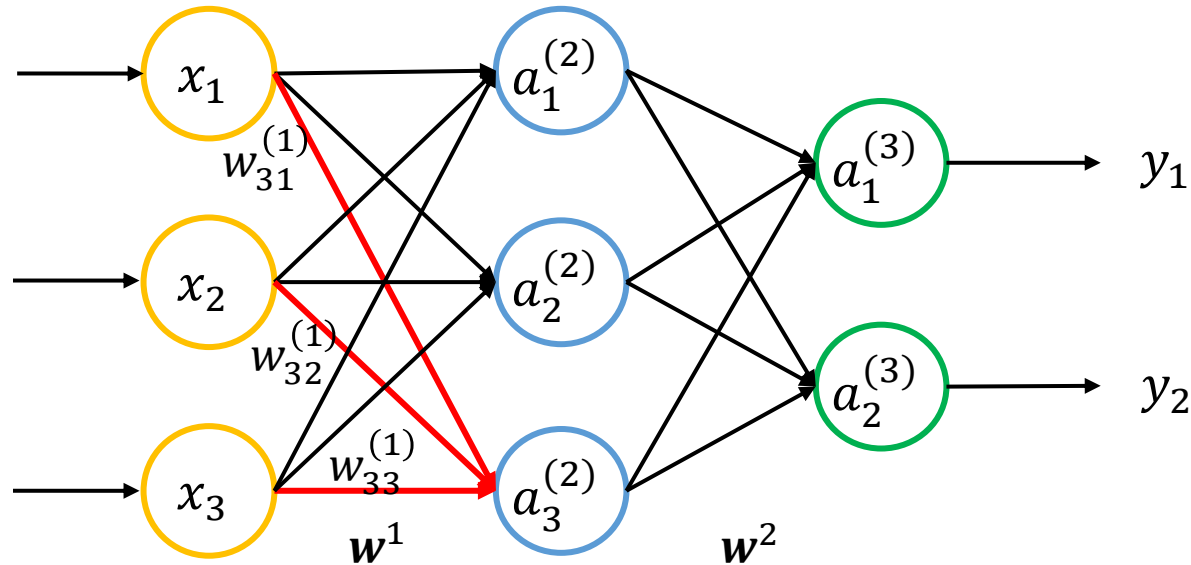 x₁ a₁⁽²⁾
w₃₁⁽¹⁾ a₁⁽³⁾ y₁
x₂ a₂⁽²⁾
w₃₂⁽¹⁾ a₂⁽³⁾ y₂
w₃₃⁽¹⁾
x₃ a₃⁽²⁾
w¹ w²